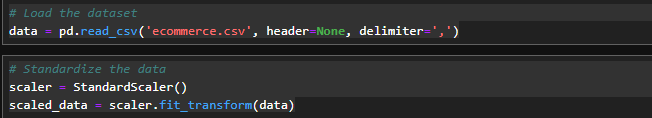 # Load the dataset
data = pd.read_csv('ecommerce.csv', header=None, delimiter=',')
# Standardize the data
scaler = StandardScaler()
scaled_data = scaler.fit_transform(data)